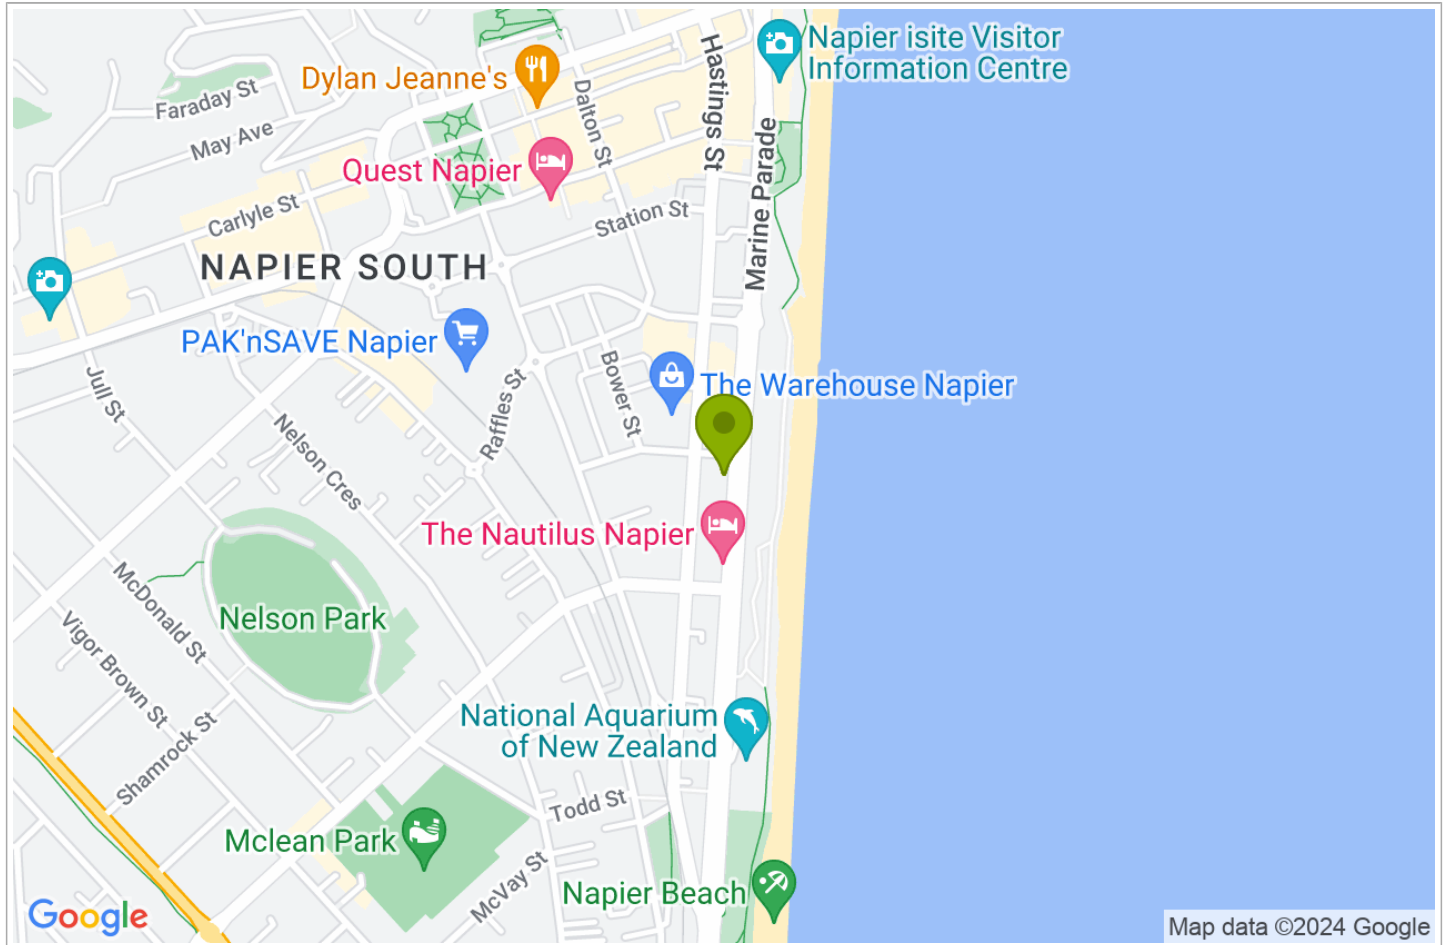 Napier isite Visitor
Information Centre
Hastings St
Dylan Jeanne's
Faraday St
Dalton St
May Ave
Marine Parade
Quest Napier
Carlyle St
Station St
NAPIER SOUTH
PAK'nSAVE Napier
Jull St
Raffles St
Bower St
The Warehouse Napier
Nelson Cres
The Nautilus Napier
McDonald St
Nelson Park
Vigor Brown St
Shamrock St
National Aquarium
of New Zealand
Todd St
Mclean Park
McVay St
Napier Beach
Google
Map data ©2024 Google